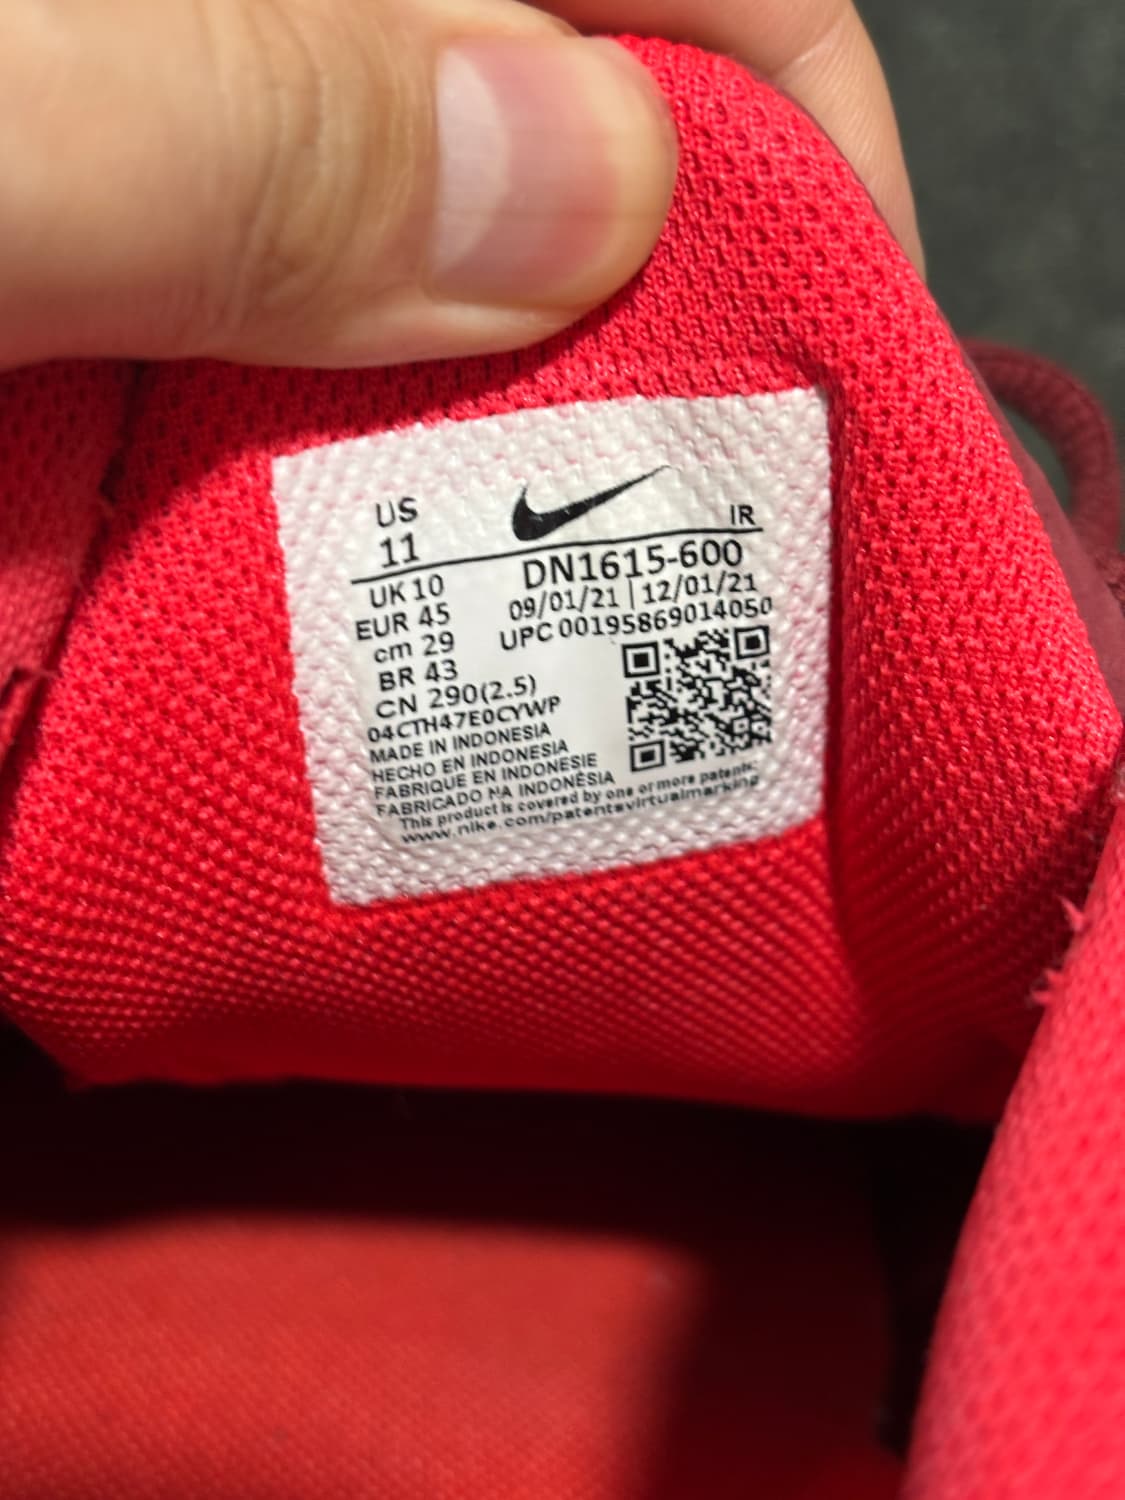 US
11
UK 10
EUR 45
cm 29
BR 43
CN 290(2.5)
IR
DN1615-600
09/01/21 | 12/01/21
UPC 00195869014050
04CTH47E0CYWP
MADE IN INDONESIA
HECHO EN INDONESIA
FABRIQUE EN INDONESIE
FABRICADO NA INDONÉSIA
This product is covered by one or more patents:
www.nike.com/patentsvirtualmarking